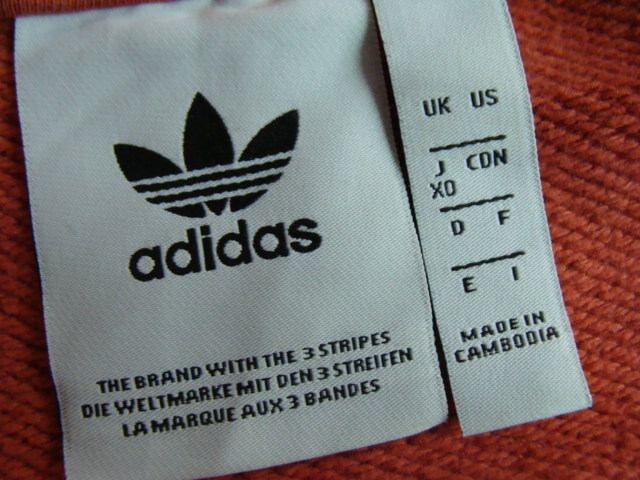 adidas
THE BRAND WITH THE 3 STRIPES
DIE WELTMARKE MIT DEN 3 STREIFEN
LA MARQUE AUX 3 BANDES
UK US
J CDN
XO
D F
E I
MADE IN
CAMBODIA